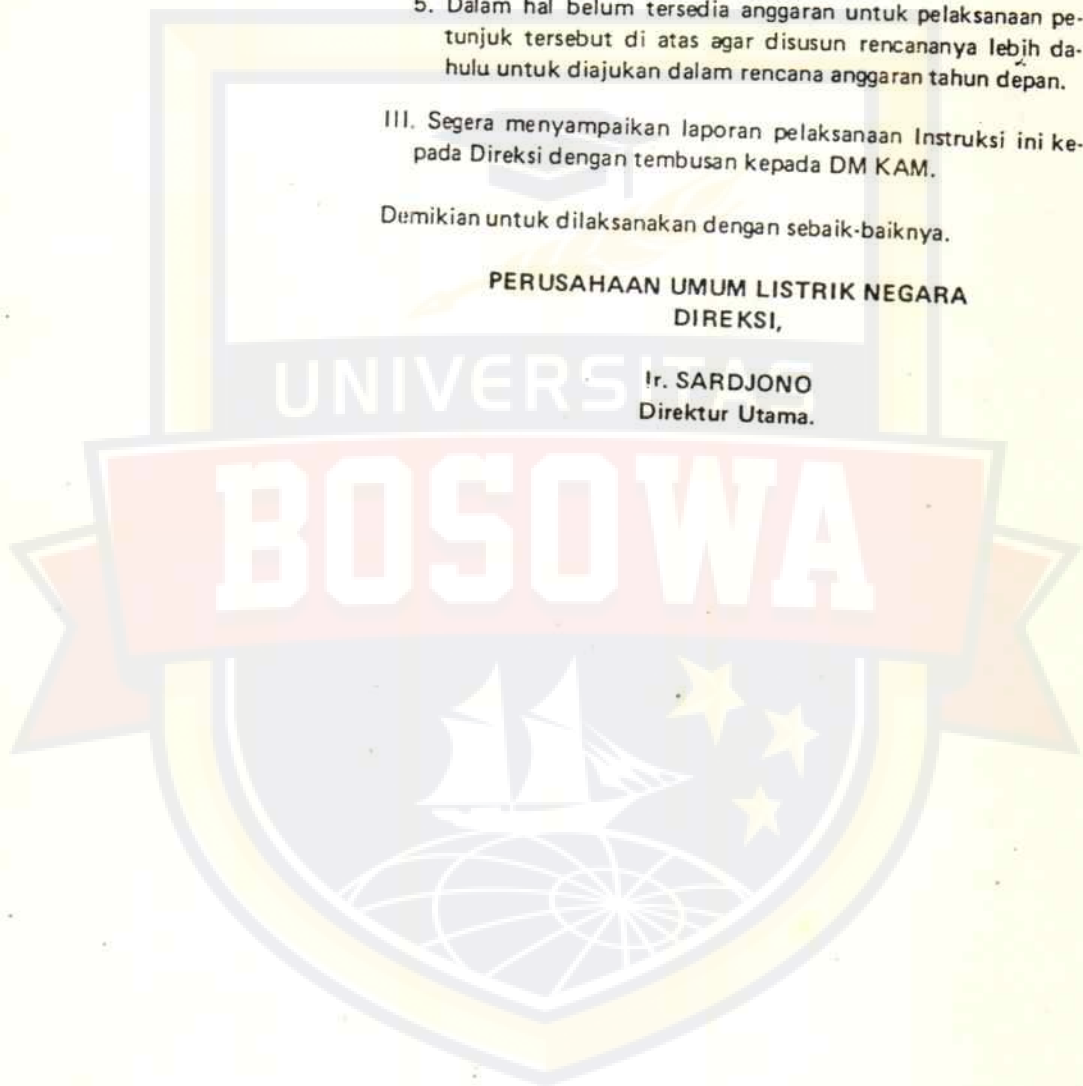 5. Dalam hal belum tersedia anggaran untuk pelaksanaan pe-
tunjuk tersebut di atas agar disusun rencananya lebih da-
hulu untuk diajukan dalam rencana anggaran tahun depan.
III. Segera menyampaikan laporan pelaksanaan Instruksi ini ke-
pada Direksi dengan tembusan kepada DM KAM.
Demikian untuk dilaksanakan dengan sebaik-baiknya.
PERUSAHAAN UMUM LISTRIK NEGARA
DIREKSI,
Ir. SARDJONO
Direktur Utama.
UNIVERSITAS
BOSOWA